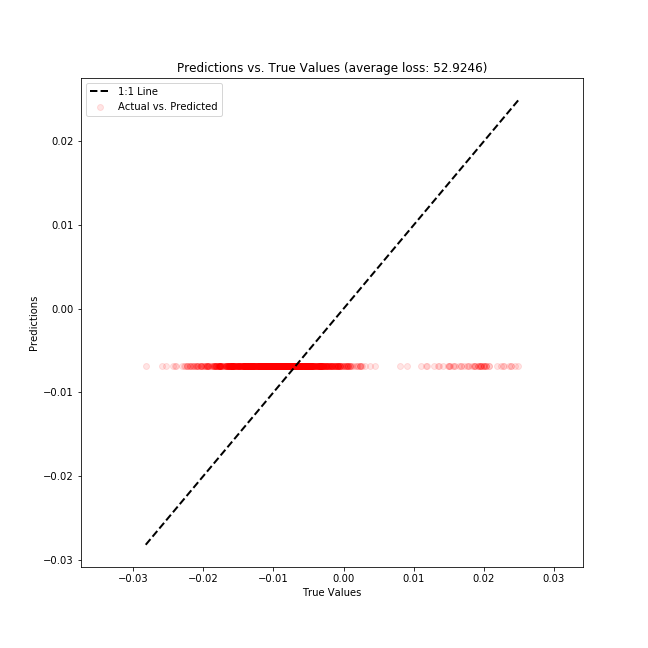 Predictions vs. True Values (average loss: 52.9246)
1:1 Line
Actual vs. Predicted
0.02
0.01
0.00
−0.01
−0.02
−0.03
Predictions
−0.03 −0.02 −0.01 0.00 0.01 0.02 0.03
True Values